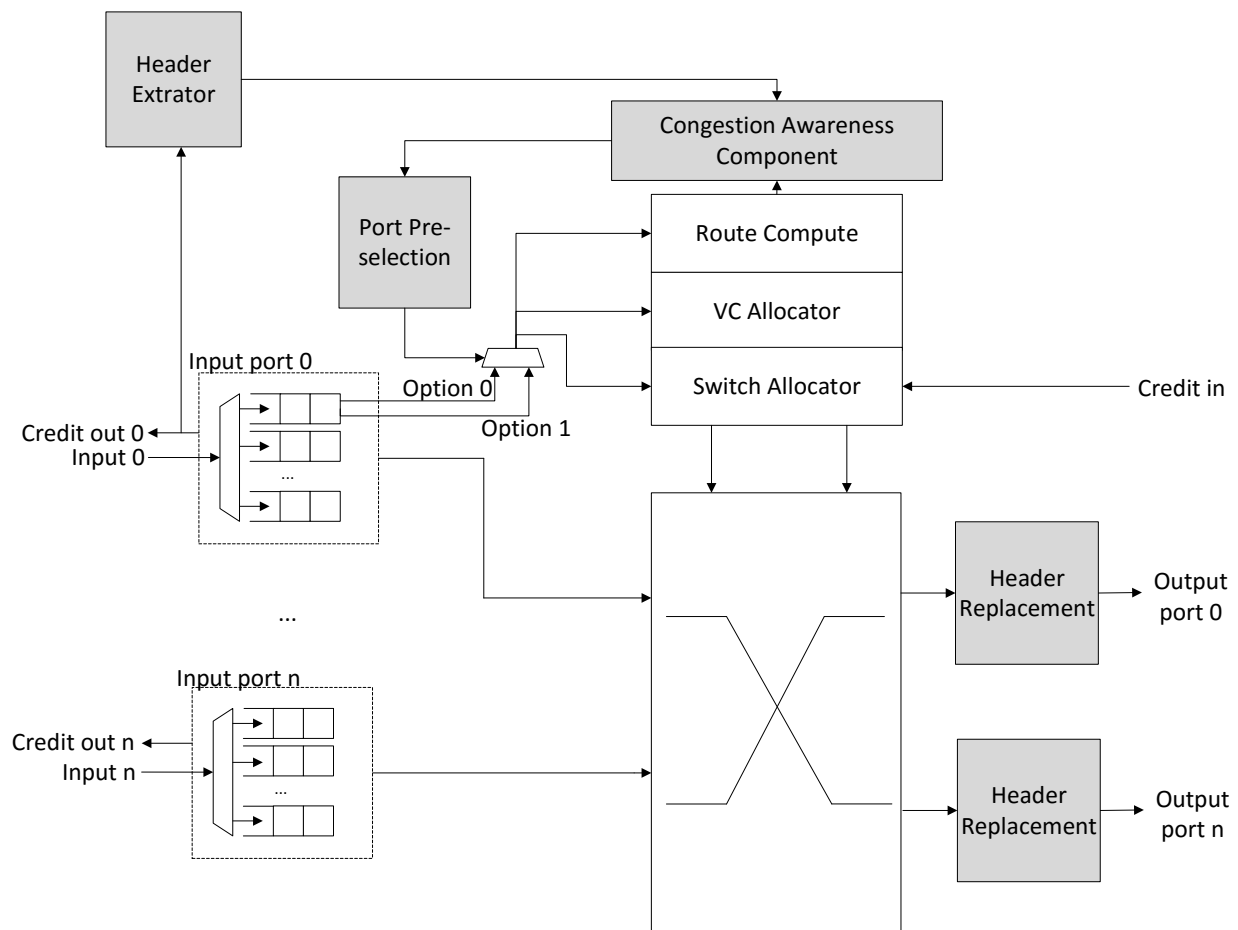 Header
Extrator
Congestion Awareness
Component
Port Pre-
selection
Route Compute
VC Allocator
Switch Allocator
Input port 0
Option 0
Option 1
Credit in
Credit out 0
Input 0
...
Header
Replacement
Output
port 0
...
Input port n
Credit out n
Input n
...
Header
Replacement
Output
port n